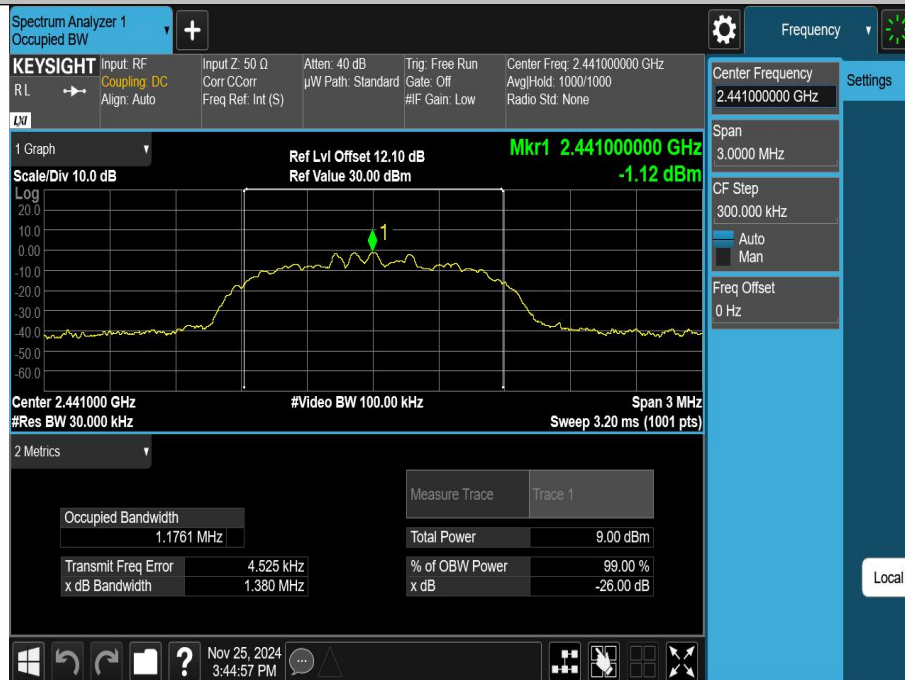 Spectrum Analyzer 1
Occupied BW
Frequency
KEYSIGHT
RL
LXI
Input: RF
Coupling: DC
Align: Auto
Input Z: 50 Ω
Corr CCorr
Freq Ref: Int (S)
Atten: 40 dB
µW Path: Standard
Trig: Free Run
Gate: Off
#IF Gain: Low
Center Freq: 2.441000000 GHz
Avg|Hold: 1000/1000
Radio Std: None
Center Frequency
2.441000000 GHz
Settings
Span
3.0000 MHz
CF Step
300.000 kHz
Auto
Man
Freq Offset
0 Hz
Local
1 Graph
Scale/Div 10.0 dB
Ref Lvl Offset 12.10 dB
Ref Value 30.00 dBm
Mkr1 2.441000000 GHz
-1.12 dBm
Log
20.0
10.0
0.00
-10.0
-20.0
-30.0
-40.0
-50.0
-60.0
1
Center 2.441000 GHz
#Video BW 100.00 kHz
Span 3 MHz
#Res BW 30.000 kHz
Sweep 3.20 ms (1001 pts)
2 Metrics
Measure Trace Trace 1
Occupied Bandwidth
1.1761 MHz
Total Power 9.00 dBm
Transmit Freq Error 4.525 kHz
% of OBW Power 99.00 %
x dB Bandwidth 1.380 MHz
x dB -26.00 dB
Nov 25, 2024
3:44:57 PM